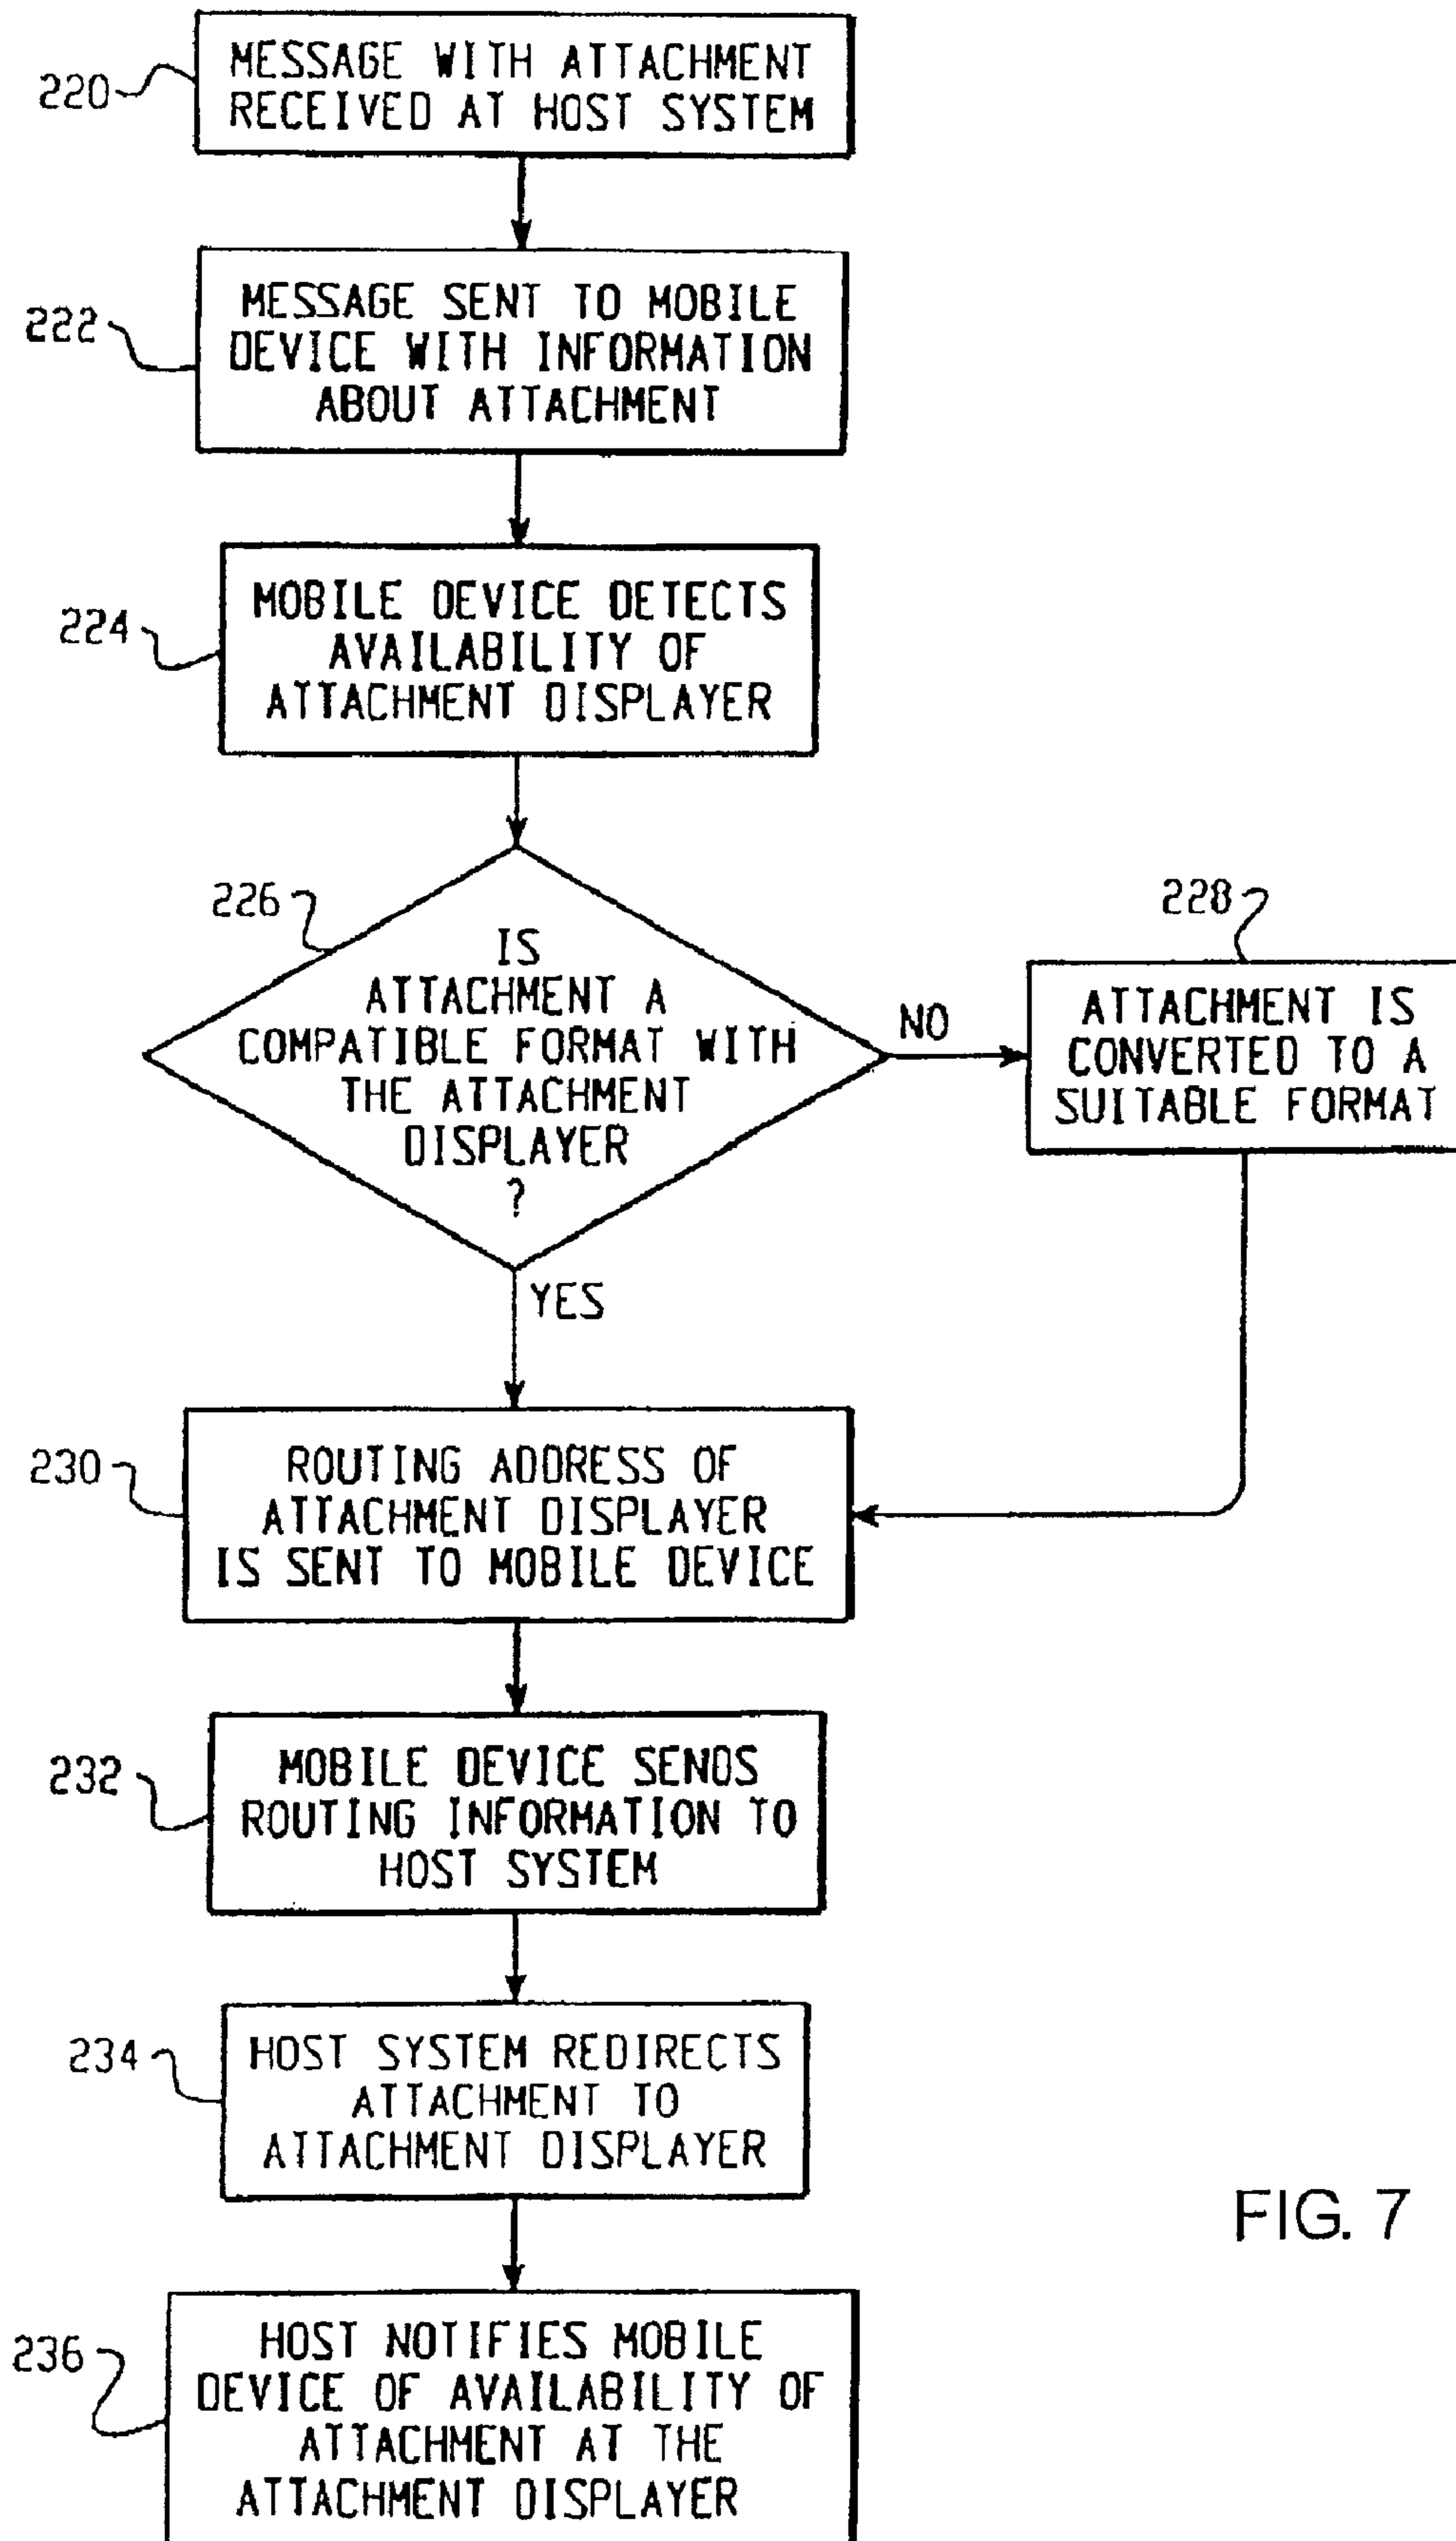 220
MESSAGE WITH ATTACHMENT
RECEIVED AT HOST SYSTEM
222
MESSAGE SENT TO MOBILE
DEVICE WITH INFORMATION
ABOUT ATTACHMENT
224
MOBILE DEVICE DETECTS
AVAILABILITY OF
ATTACHMENT DISPLAYER
226
IS
ATTACHMENT A
COMPATIBLE FORMAT WITH
THE ATTACHMENT
DISPLAYER
?
NO
228
ATTACHMENT IS
CONVERTED TO A
SUITABLE FORMAT
YES
230
ROUTING ADDRESS OF
ATTACHMENT DISPLAYER
IS SENT TO MOBILE DEVICE
232
MOBILE DEVICE SENDS
ROUTING INFORMATION TO
HOST SYSTEM
234
HOST SYSTEM REDIRECTS
ATTACHMENT TO
ATTACHMENT DISPLAYER
236
HOST NOTIFIES MOBILE
DEVICE OF AVAILABILITY OF
ATTACHMENT AT THE
ATTACHMENT DISPLAYER
FIG. 7